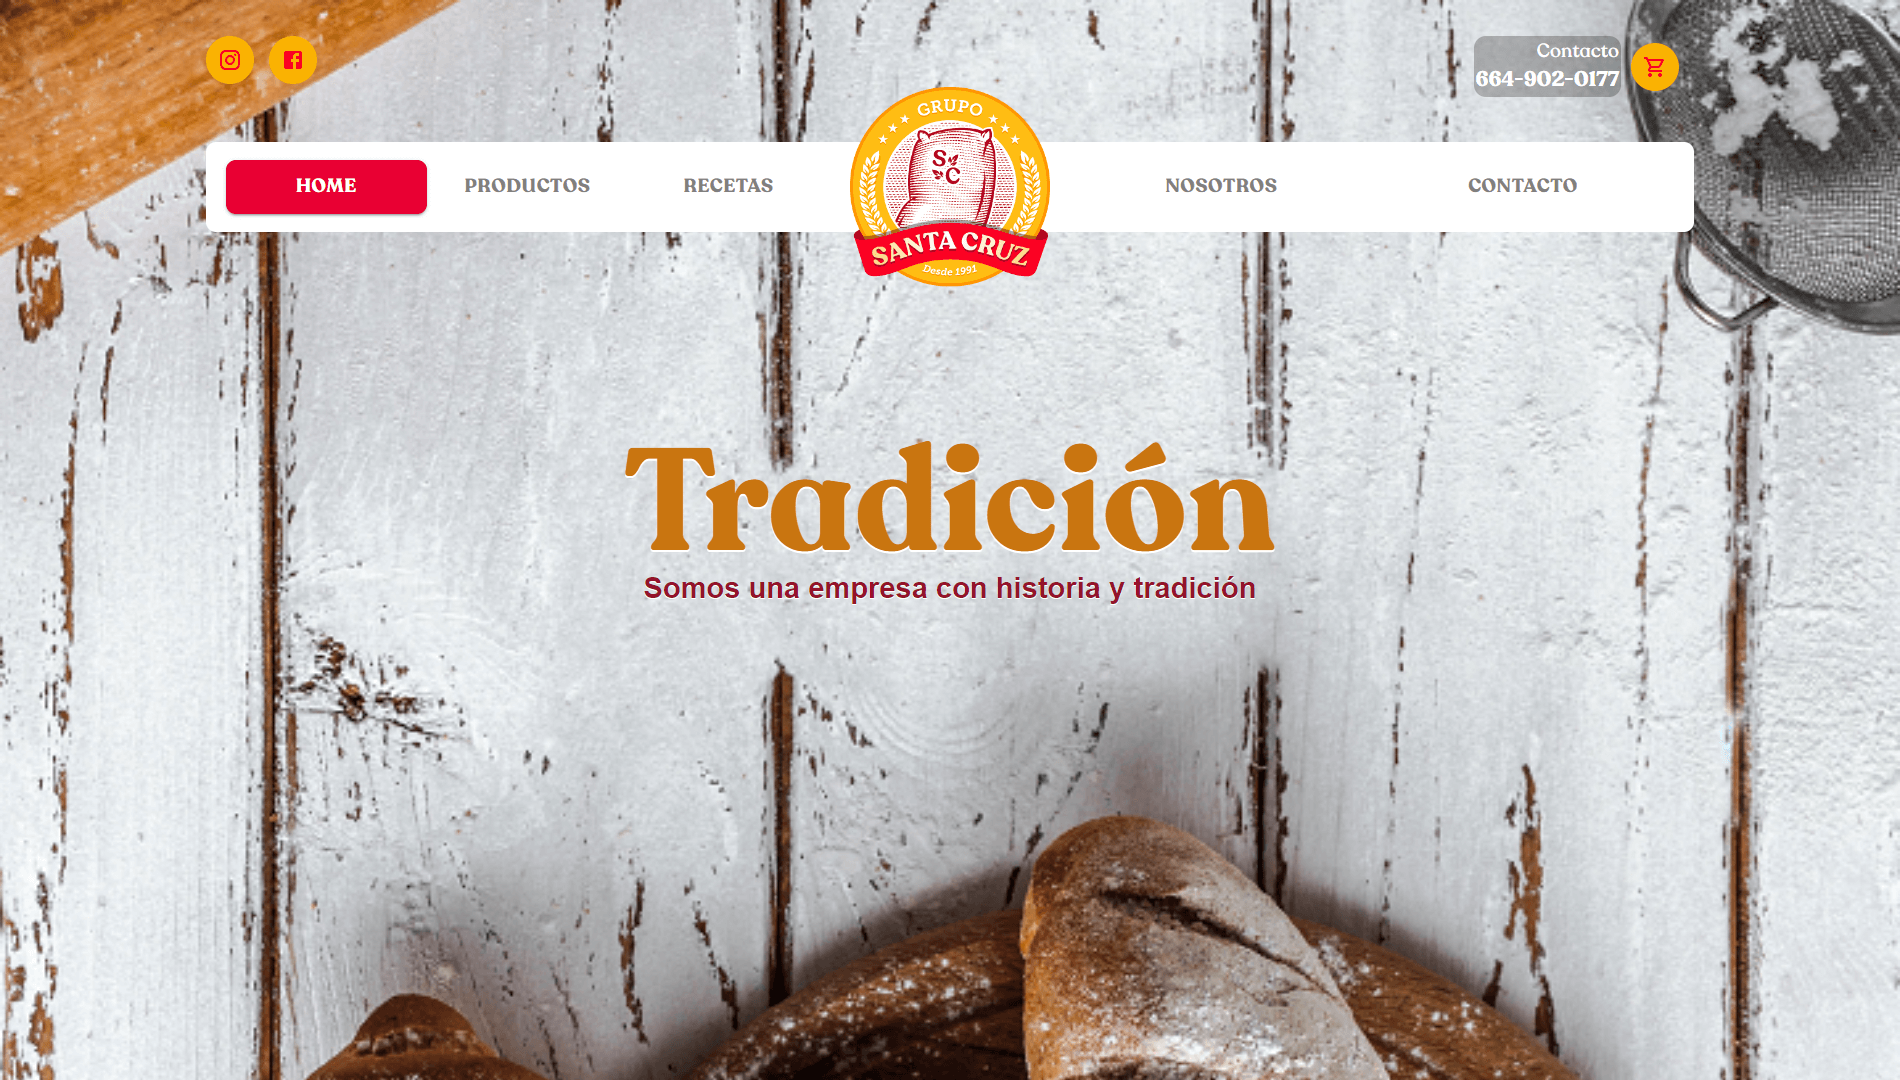 Contacto
664-902-0177
HOME
PRODUCTOS
RECETAS
GRUPO
S
C
SANTA CRUZ
Desde 1991
NOSOTROS
CONTACTO
Tradición
Somos una empresa con historia y tradición